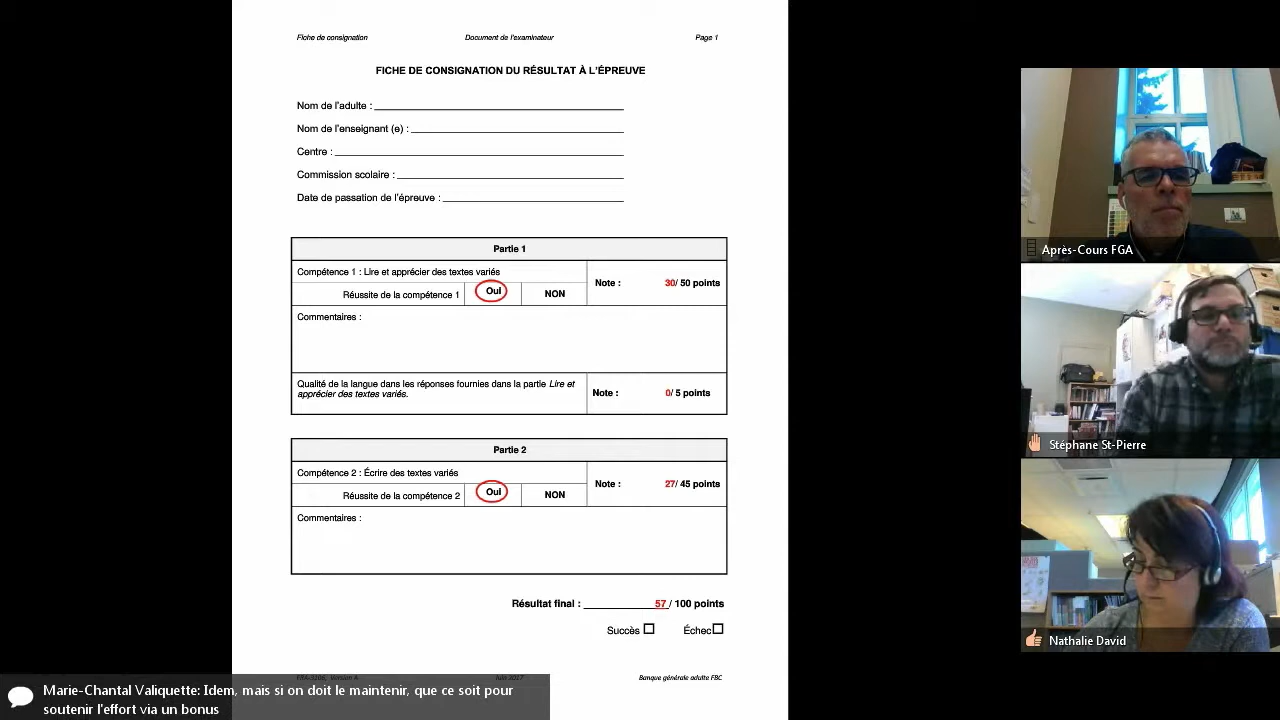 Fiche de consignation Document de l'examinateur Page 1
FICHE DE CONSIGNATION DU RÉSULTAT À L'ÉPREUVE
Nom de l'adulte :
Nom de l'enseignant (e) :
Centre :
Commission scolaire :
Date de passation de l'épreuve :
Partie 1
Compétence 1 : Lire et apprécier des textes variés
Note : 30/ 50 points
Réussite de la compétence 1 Oui NON
Commentaires :
Qualité de la langue dans les réponses fournies dans la partie Lire et
apprécier des textes variés.
Note : 0/ 5 points
Partie 2
Compétence 2 : Écrire des textes variés
Note : 27/ 45 points
Réussite de la compétence 2 Oui NON
Commentaires :
Résultat final : 57 / 100 points
Succès Échec
Version A Juin 2017 Banque générale adulte FBC
Marie-Chantal Valiquette: Idem, mais si on doit le maintenir, que ce soit pour
soutenir l'effort via un bonus
Après-Cours FGA
Stéphane St-Pierre
Nathalie David